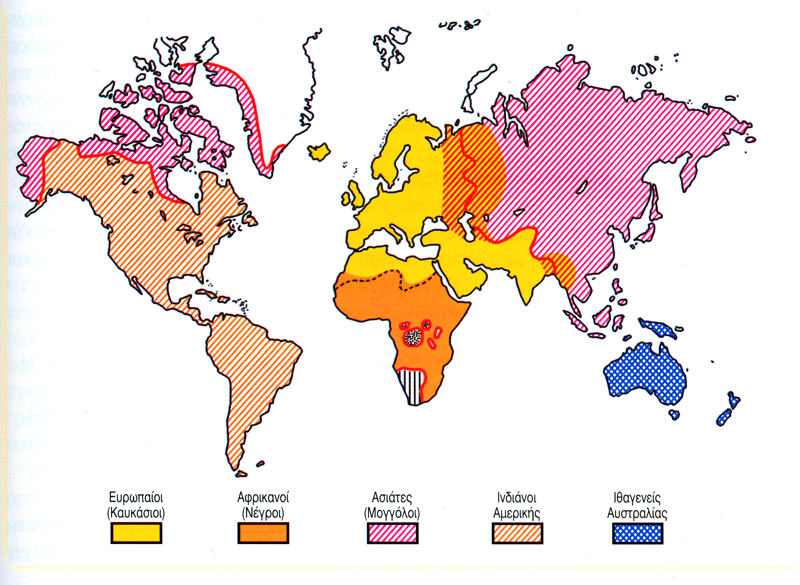 Ευρωπαίοι
(Καυκάσιοι)
Αφρικανοί
(Νέγροι)
Ασιάτες
(Μογγόλοι)
Ινδιάνοι
Αμερικής
Ιθαγενείς
Αυστραλίας